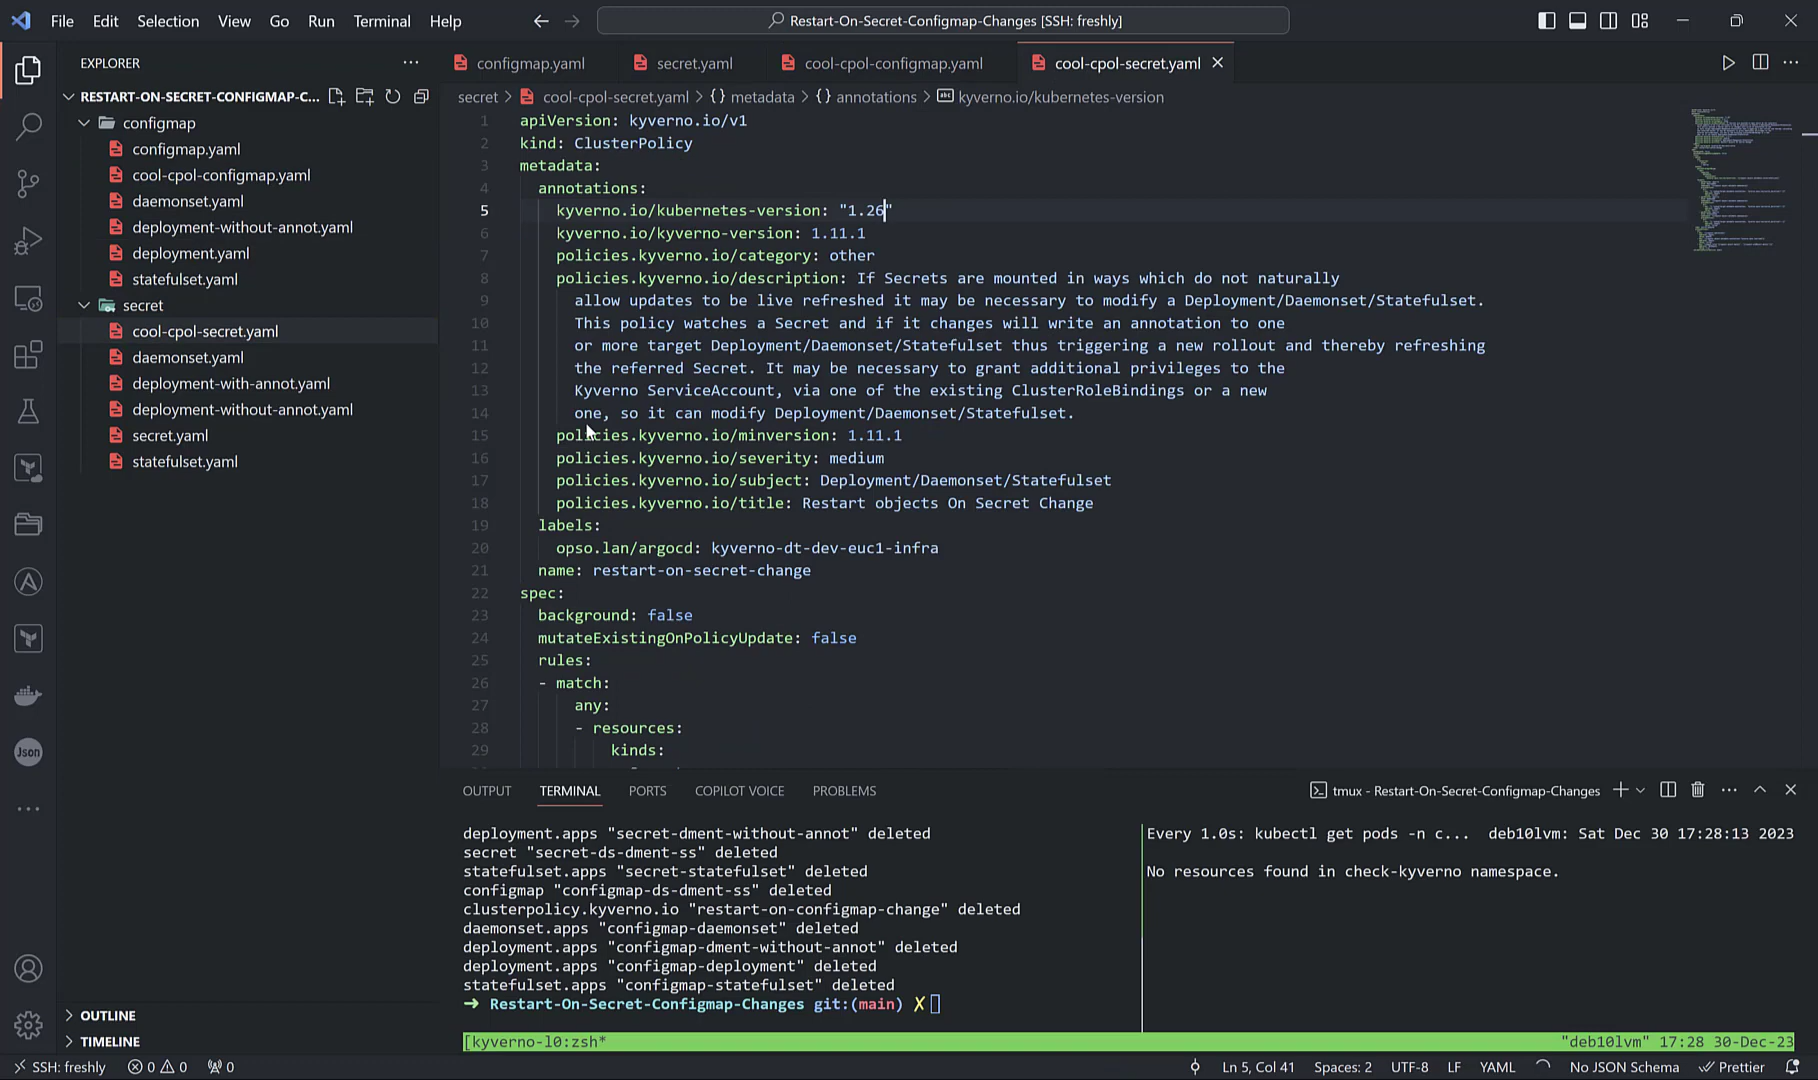 File Edit Selection View Go Run Terminal Help
Restart-On-Secret-Configmap-Changes [SSH: freshly]
EXPLORER
RESTART-ON-SECRET-CONFIGMAP-C...
configmap
configmap.yaml
cool-cpol-configmap.yaml
daemonset.yaml
deployment-without-annot.yaml
deployment.yaml
statefulset.yaml
secret
cool-cpol-secret.yaml
daemonset.yaml
deployment-with-annot.yaml
deployment-without-annot.yaml
secret.yaml
statefulset.yaml
OUTLINE
TIMELINE
Json
configmap.yaml secret.yaml cool-cpol-configmap.yaml cool-cpol-secret.yaml
secret > cool-cpol-secret.yaml > {} metadata > {} annotations > abc kyverno.io/kubernetes-version
1 apiVersion: kyverno.io/v1
2 kind: ClusterPolicy
3 metadata:
4 annotations:
5 kyverno.io/kubernetes-version: "1.26"
6 kyverno.io/kyverno-version: 1.11.1
7 policies.kyverno.io/category: other
8 policies.kyverno.io/description: If Secrets are mounted in ways which do not naturally
9 allow updates to be live refreshed it may be necessary to modify a Deployment/Daemonset/Statefulset.
10 This policy watches a Secret and if it changes will write an annotation to one
11 or more target Deployment/Daemonset/Statefulset thus triggering a new rollout and thereby refreshing
12 the referred Secret. It may be necessary to grant additional privileges to the
13 Kyverno ServiceAccount, via one of the existing ClusterRoleBindings or a new
14 one, so it can modify Deployment/Daemonset/Statefulset.
15 policies.kyverno.io/minversion: 1.11.1
16 policies.kyverno.io/severity: medium
17 policies.kyverno.io/subject: Deployment/Daemonset/Statefulset
18 policies.kyverno.io/title: Restart objects On Secret Change
19 labels:
20 opso.lan/argocd: kyverno-dt-dev-euc1-infra
21 name: restart-on-secret-change
22 spec:
23 background: false
24 mutateExistingOnPolicyUpdate: false
25 rules:
26 - match:
27 any:
28 - resources:
29 kinds:
OUTPUT TERMINAL PORTS COPILOT VOICE PROBLEMS
tmux - Restart-On-Secret-Configmap-Changes
deployment.apps "secret-dment-without-annot" deleted
secret "secret-ds-dment-ss" deleted
statefulset.apps "secret-statefulset" deleted
configmap "configmap-ds-dment-ss" deleted
clusterpolicy.kyverno.io "restart-on-configmap-change" deleted
daemonset.apps "configmap-daemonset" deleted
deployment.apps "configmap-dment-without-annot" deleted
deployment.apps "configmap-deployment" deleted
statefulset.apps "configmap-statefulset" deleted
➜ Restart-On-Secret-Configmap-Changes git:(main) ✗
Every 1.0s: kubectl get pods -n c... deb10lvm: Sat Dec 30 17:28:13 2023
No resources found in check-kyverno namespace.
[kyverno-l0:zsh* "deb10lvm" 17:28 30-Dec-23
SSH: freshly 0 0 0 Ln 5, Col 41 Spaces: 2 UTF-8 LF YAML No JSON Schema Prettier